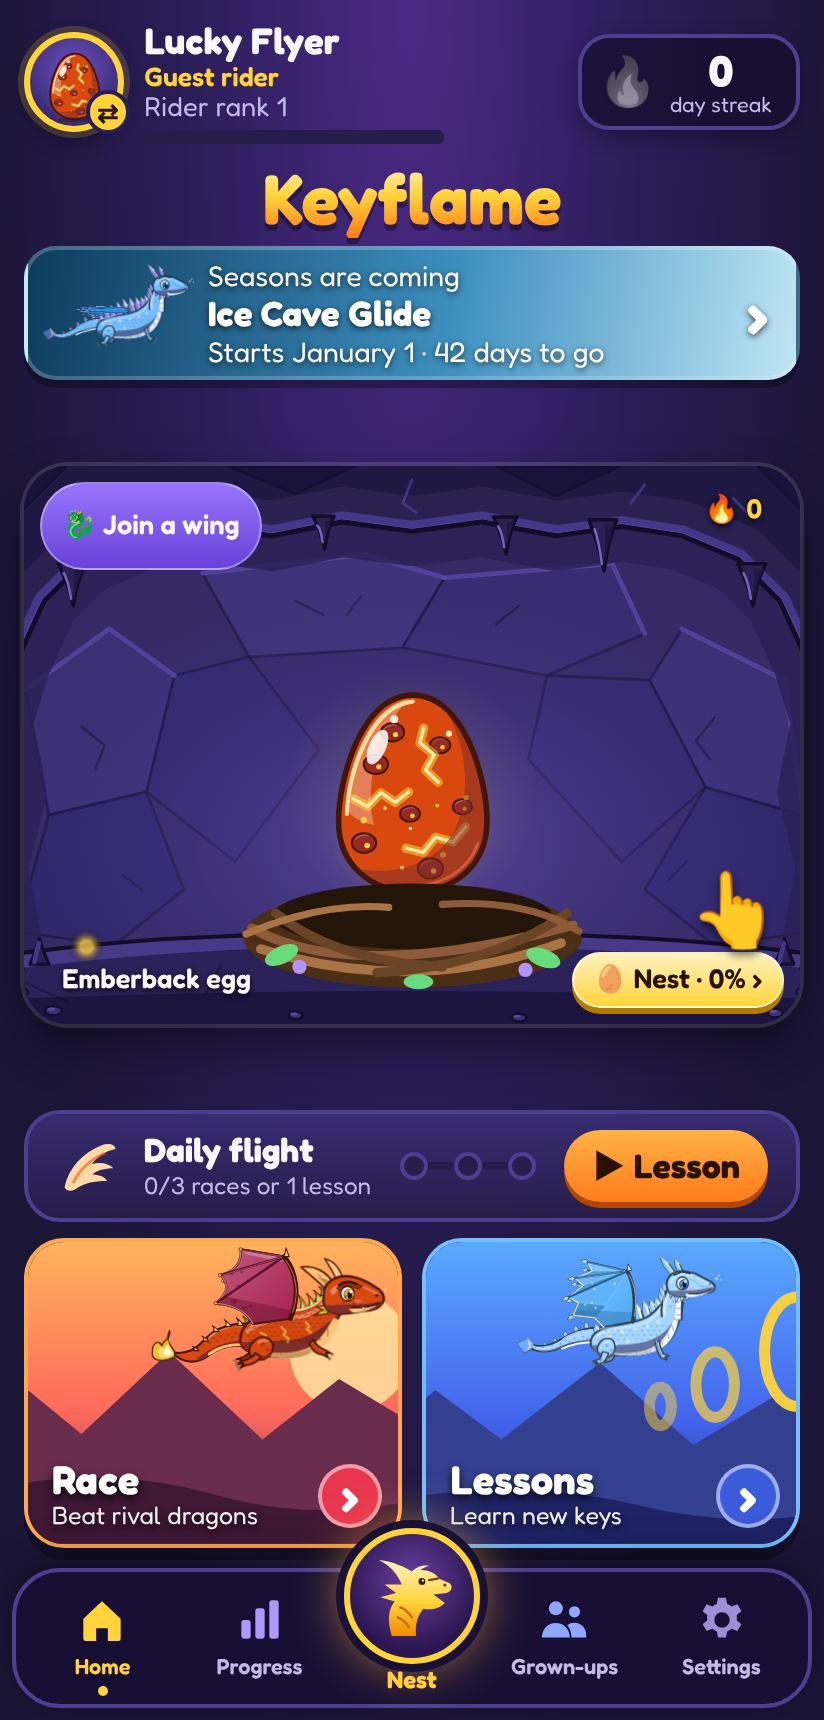 Lucky Flyer
Guest rider
Rider rank 1
0
day streak
Keyflame
Seasons are coming
Ice Cave Glide
Starts January 1 · 42 days to go
Join a wing
0
Emberback egg
Nest · 0% ›
Daily flight
0/3 races or 1 lesson
Lesson
Race
Beat rival dragons
Lessons
Learn new keys
Home
Progress
Nest
Grown-ups
Settings